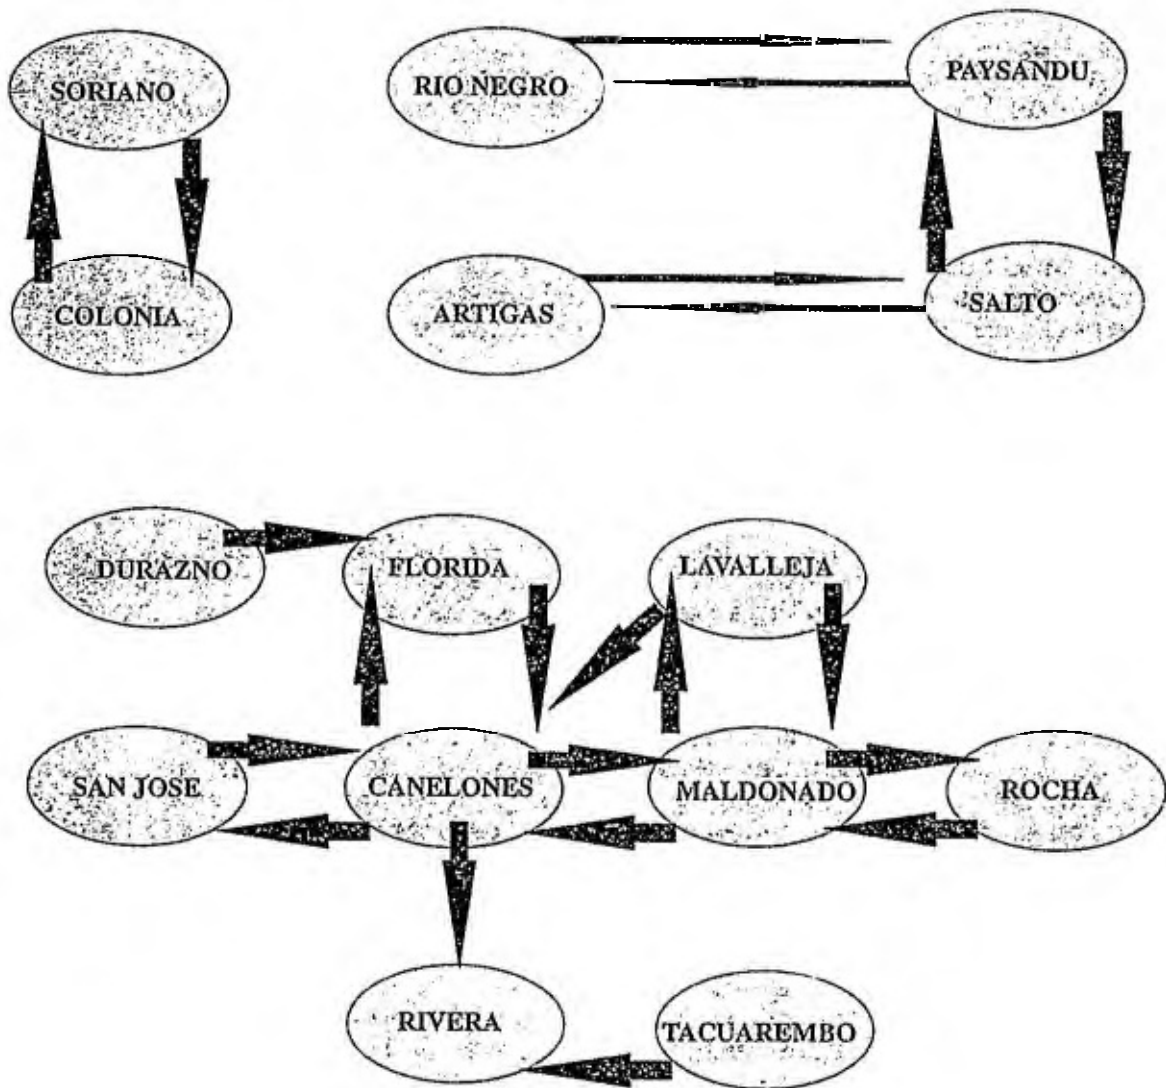 SORIANO
RIO NEGRO
PAYSANDU
COLONIA
ARTIGAS
SALTO
DURAZNO
FLORIDA
LAVALLEJA
SAN JOSE
CANELONES
MALDONADO
ROCHA
RIVERA
TACUAREMBO